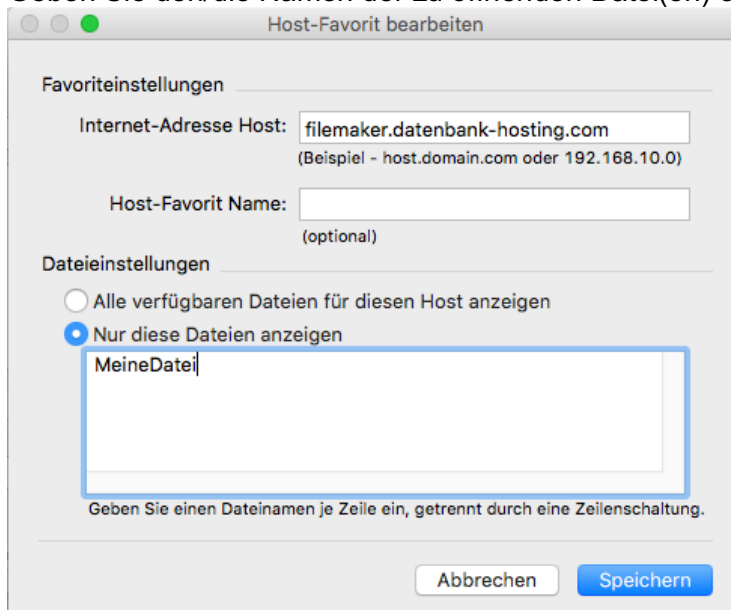 Host-Favorit bearbeiten
Favoriteinstellungen
Internet-Adresse Host: filemaker.datenbank-hosting.com
(Beispiel - host.domain.com oder 192.168.10.0)
Host-Favorit Name:
(optional)
Dateieinstellungen
Alle verfügbaren Dateien für diesen Host anzeigen
Nur diese Dateien anzeigen
MeineDatei
Geben Sie einen Dateinamen je Zeile ein, getrennt durch eine Zeilenschaltung.
Abbrechen Speichern